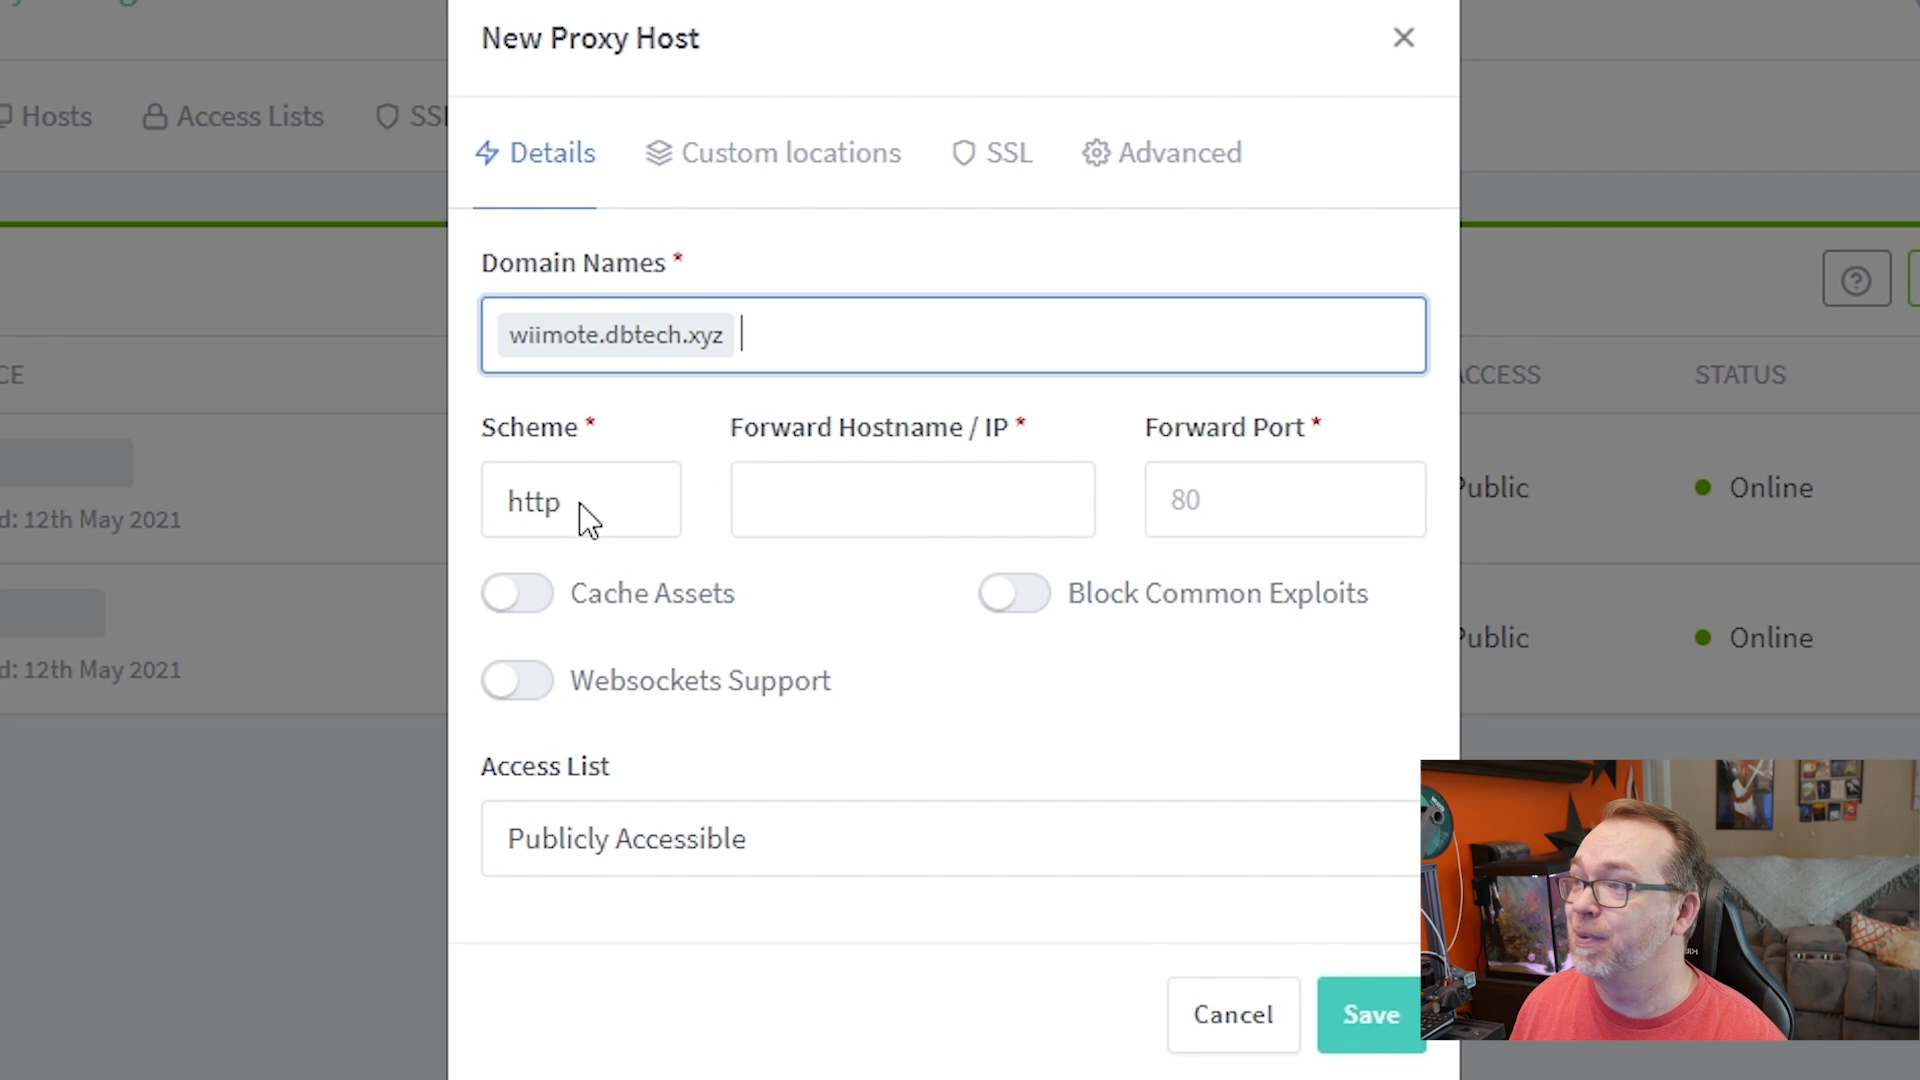 New Proxy Host
Hosts
Access Lists
SSL
Details
Custom locations
SSL
Advanced
Domain Names *
wiimote.dbtech.xyz
CE
ACCESS
STATUS
Scheme *
Forward Hostname / IP *
Forward Port *
http
80
Public
Online
d: 12th May 2021
Cache Assets
Block Common Exploits
Public
Online
d: 12th May 2021
Websockets Support
Access List
Publicly Accessible
Cancel
Save